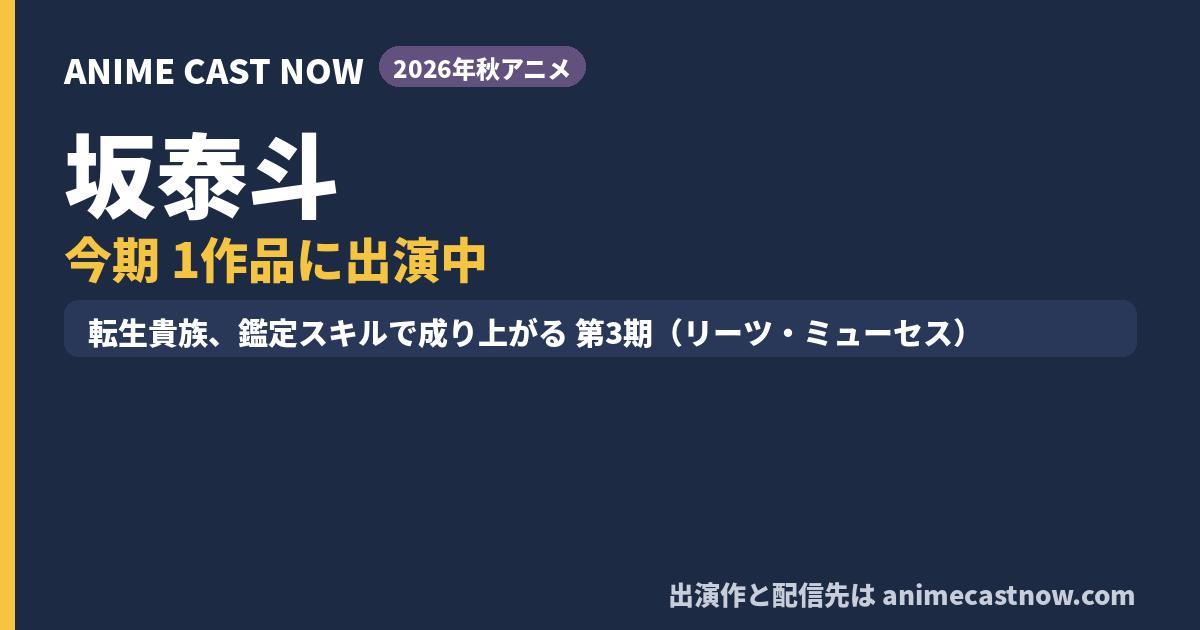 ANIME CAST NOW 2026年秋アニメ
坂泰斗
今期 1作品に出演中
転生貴族、鑑定スキルで成り上がる 第3期（リーツ・ミューセス）
出演作と配信先は animecastnow.com